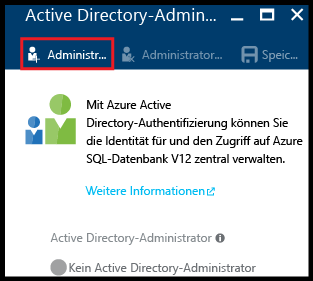 Active Directory-Admin...
Administr...
Administrator...
Speic...
Mit Azure Active
Directory-Authentifizierung können Sie
die Identität für und den Zugriff auf Azure
SQL-Datenbank V12 zentral verwalten.
Weitere Informationen
Active Directory-Administrator
Kein Active Directory-Administrator